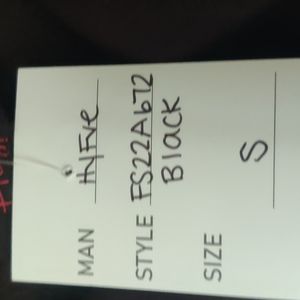 MAN HyFve
STYLE FS22A672
Black
SIZE S